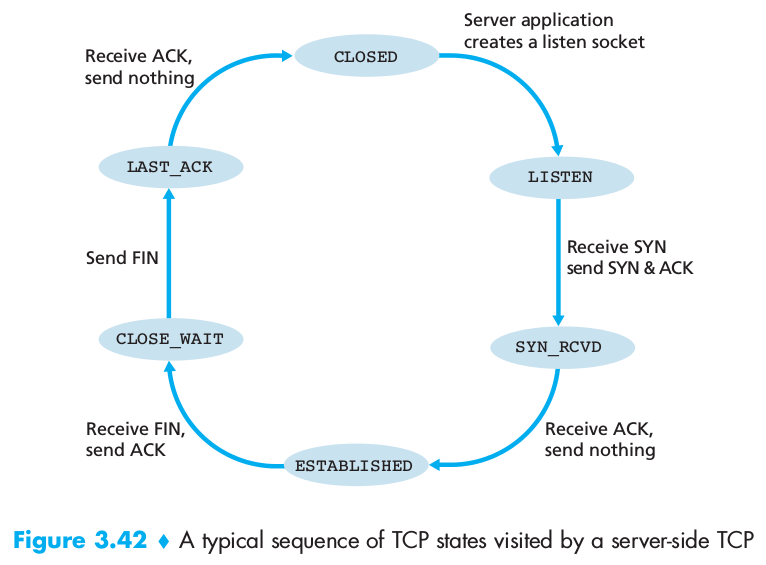 Server application
creates a listen socket
CLOSED
Receive ACK,
send nothing
LAST_ACK
LISTEN
Send FIN
Receive SYN
send SYN & ACK
CLOSE_WAIT
SYN_RCVD
Receive FIN,
send ACK
Receive ACK,
send nothing
ESTABLISHED
Figure 3.42 ♦ A typical sequence of TCP states visited by a server-side TCP